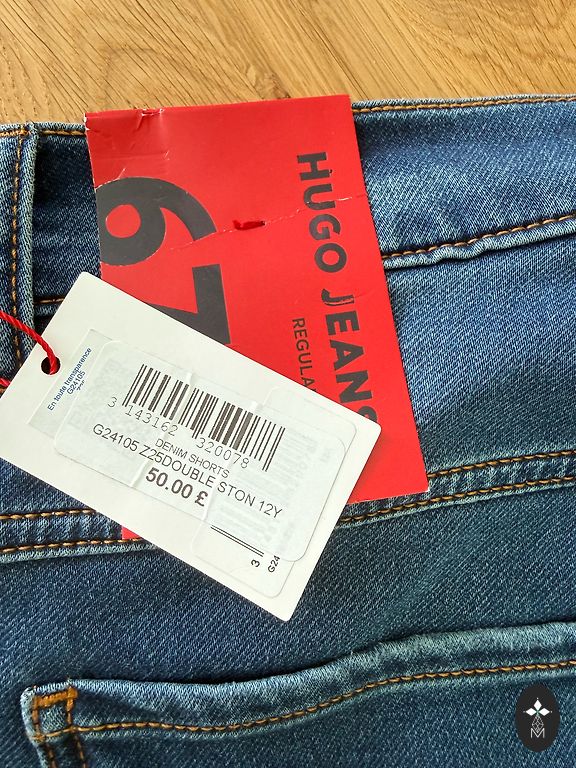 HUGO JEANS
REGULA
67
En toute transparence
G24105
3 143162 320078
DENIM SHORTS
G24105 Z25DOUBLE STON 12Y
50.00 £
3
G24
M